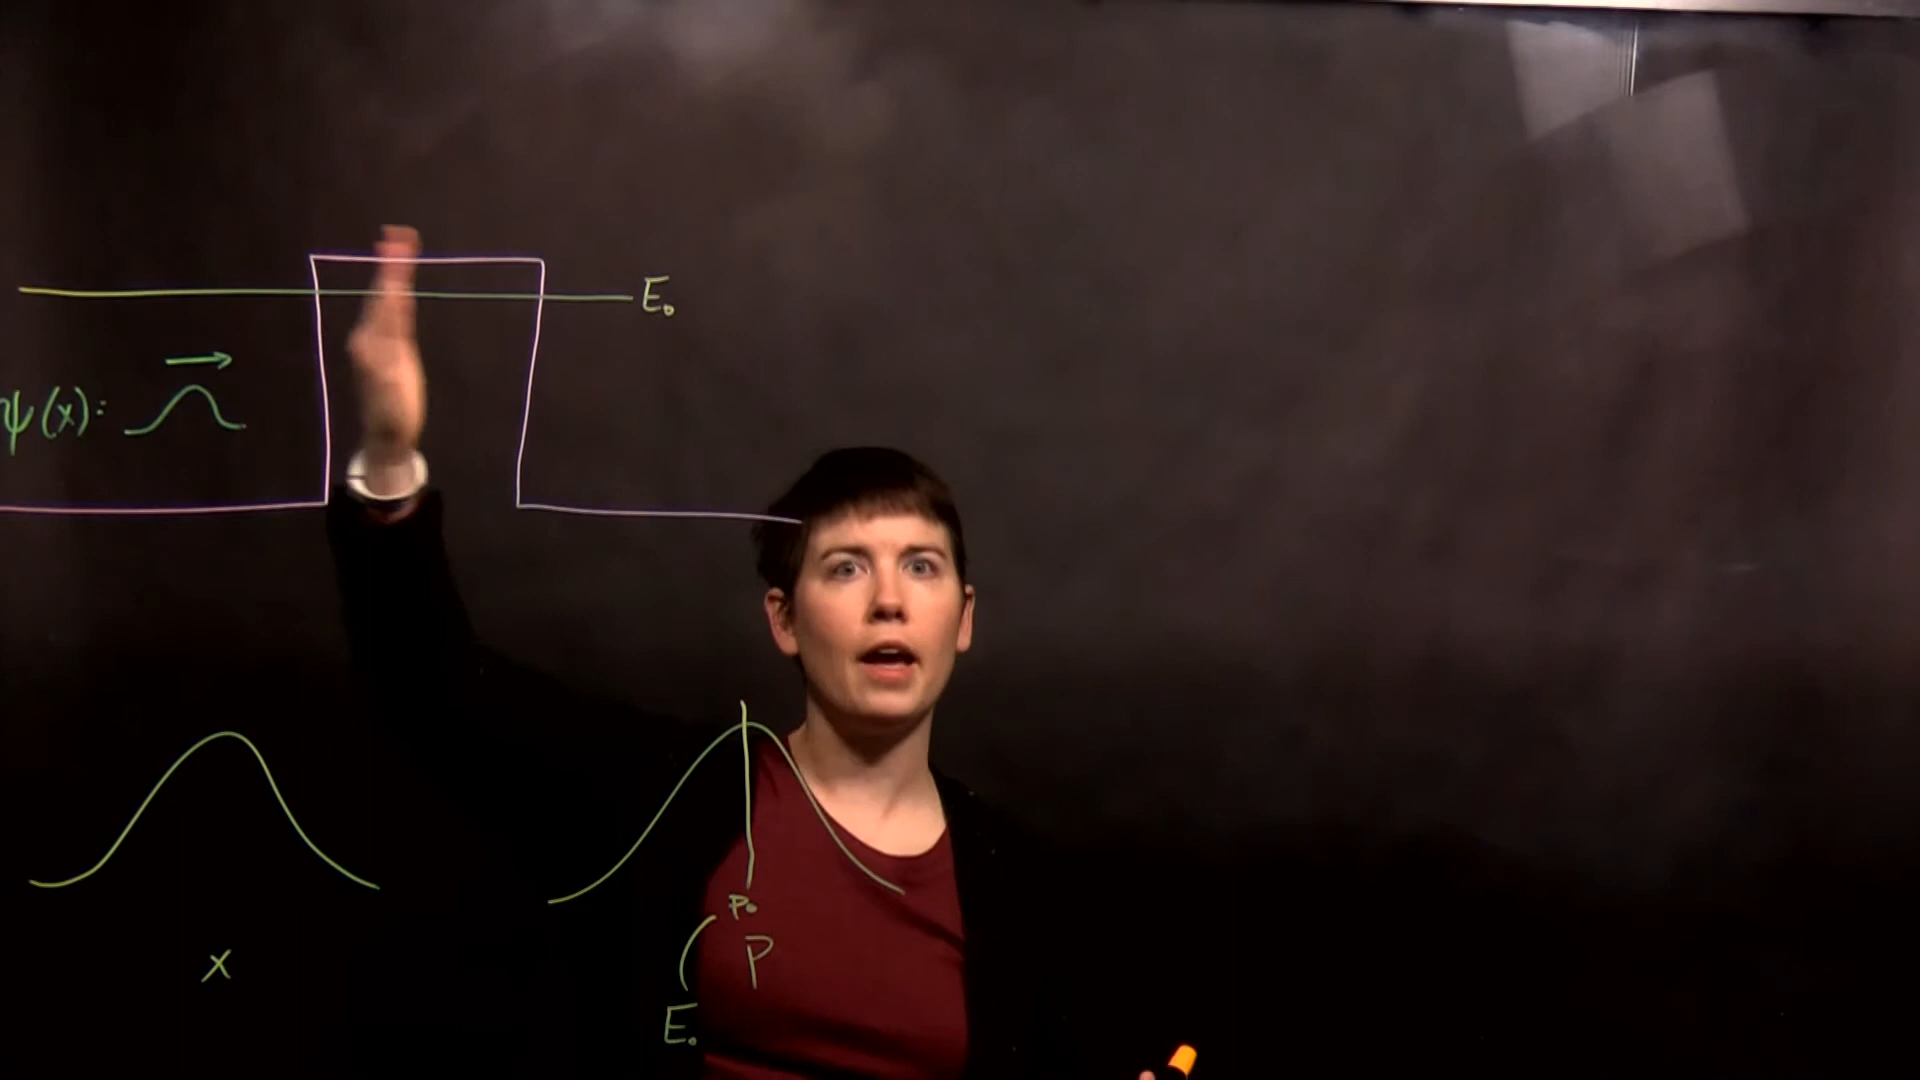 E₀
ψ(x):
p₀
x
P
E₀